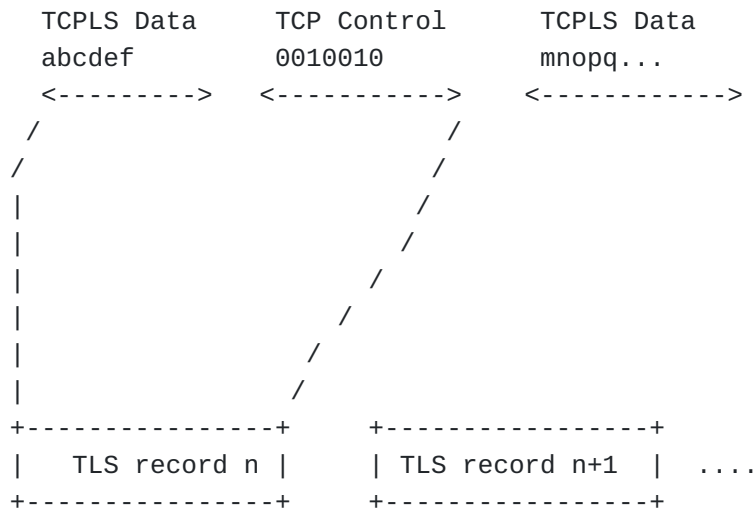 TCPLS Data     TCP Control      TCPLS Data
abcdef         0010010          mnopq...
<--------->   <----------->    <------------>
+----------------+     +-----------------+
|   TLS record n |     | TLS record n+1  |  ....
+----------------+     +-----------------+